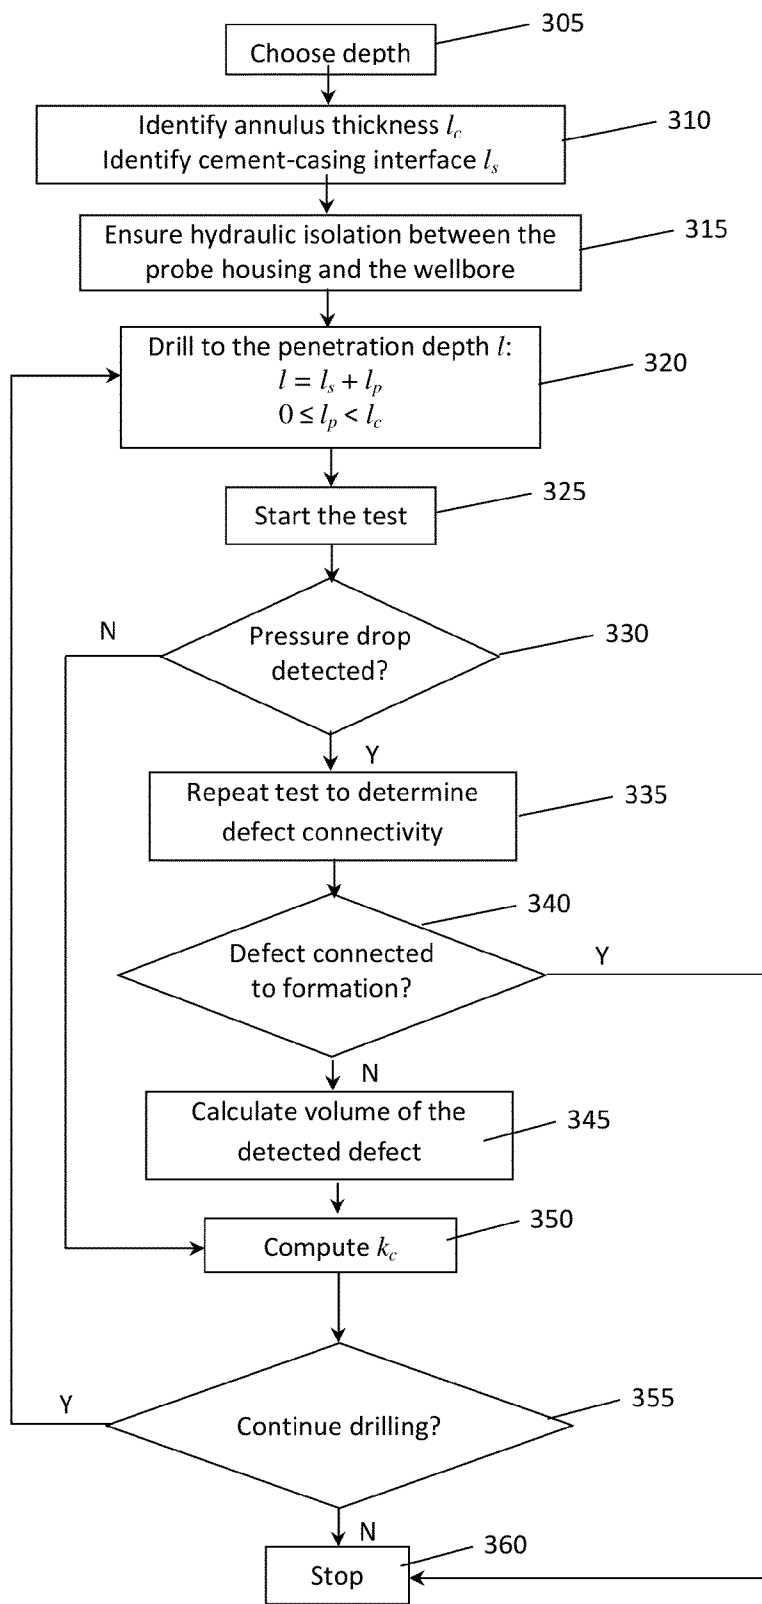 305
Choose depth
310
Identify annulus thickness l_c
Identify cement-casing interface l_s
315
Ensure hydraulic isolation between the
probe housing and the wellbore
320
Drill to the penetration depth l:
l = l_s + l_p
0 ≤ l_p < l_c
325
Start the test
330
N
Pressure drop
detected?
Y
335
Repeat test to determine
defect connectivity
340
Defect connected
to formation?
Y
N
345
Calculate volume of the
detected defect
350
Compute k_c
355
Y
Continue drilling?
N
360
Stop